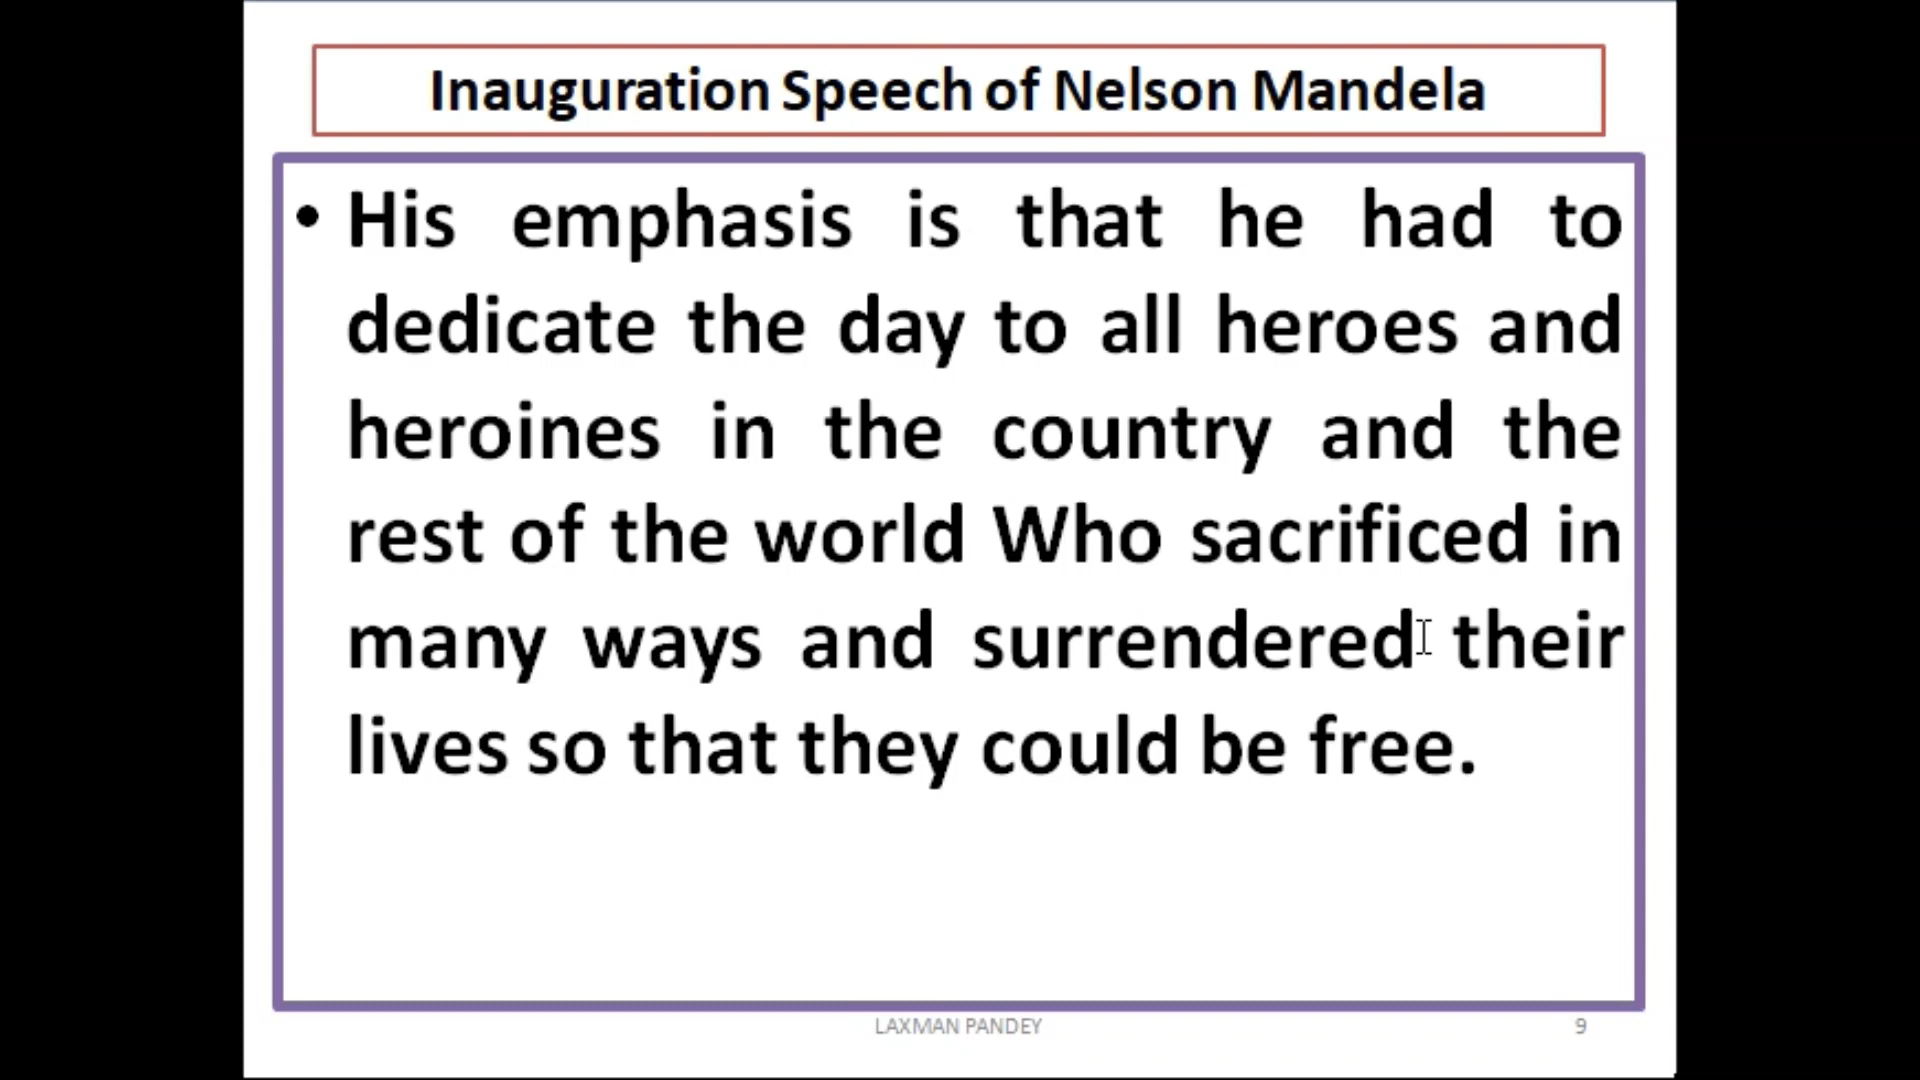 Inauguration Speech of Nelson Mandela
• His emphasis is that he had to
dedicate the day to all heroes and
heroines in the country and the
rest of the world Who sacrificed in
many ways and surrendered their
lives so that they could be free.
LAXMAN PANDEY
9